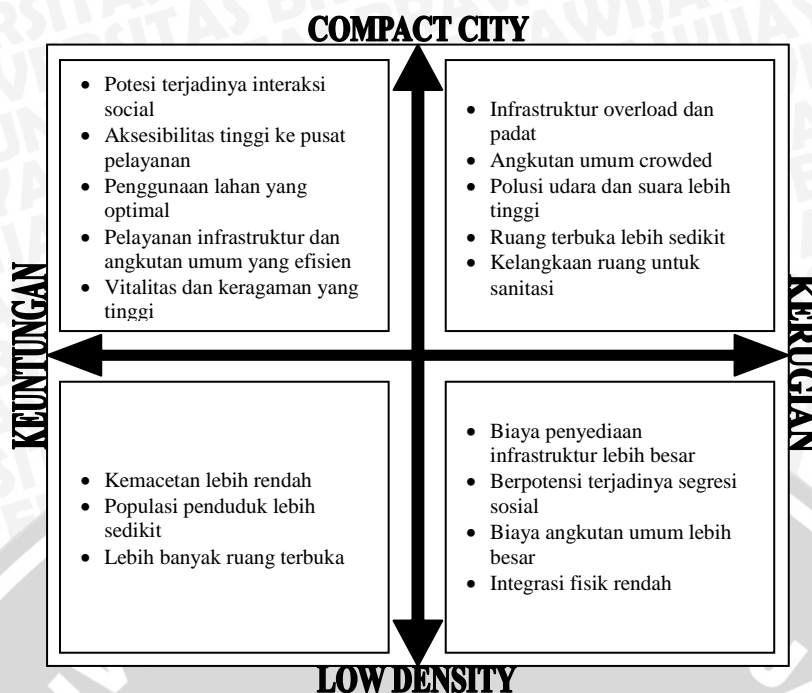 COMPACT CITY
• Potesi terjadinya interaksi
social
• Aksesibilitas tinggi ke pusat
pelayanan
• Penggunaan lahan yang
optimal
• Pelayanan infrastruktur dan
angkutan umum yang efisien
• Vitalitas dan keragaman yang
tinggi
• Infrastruktur overload dan
padat
• Angkutan umum crowded
• Polusi udara dan suara lebih
tinggi
• Ruang terbuka lebih sedikit
• Kelangkaan ruang untuk
sanitasi
KEUNTUNGAN
KERUGIAN
• Kemacetan lebih rendah
• Populasi penduduk lebih
sedikit
• Lebih banyak ruang terbuka
• Biaya penyediaan
infrastruktur lebih besar
• Berpotensi terjadinya segresi
sosial
• Biaya angkutan umum lebih
besar
• Integrasi fisik rendah
LOW DENSITY